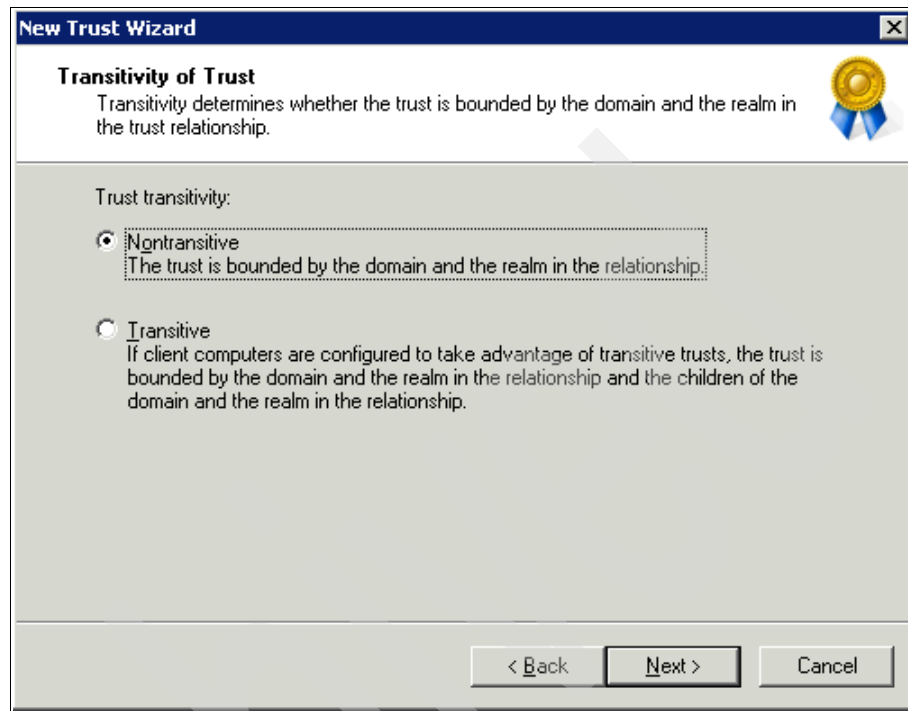 New Trust Wizard
Transitivity of Trust
Transitivity determines whether the trust is bounded by the domain and the realm in
the trust relationship.
Trust transitivity:
Nontransitive
The trust is bounded by the domain and the realm in the relationship.
Transitive
If client computers are configured to take advantage of transitive trusts, the trust is
bounded by the domain and the realm in the relationship and the children of the
domain and the realm in the relationship.
< Back Next > Cancel